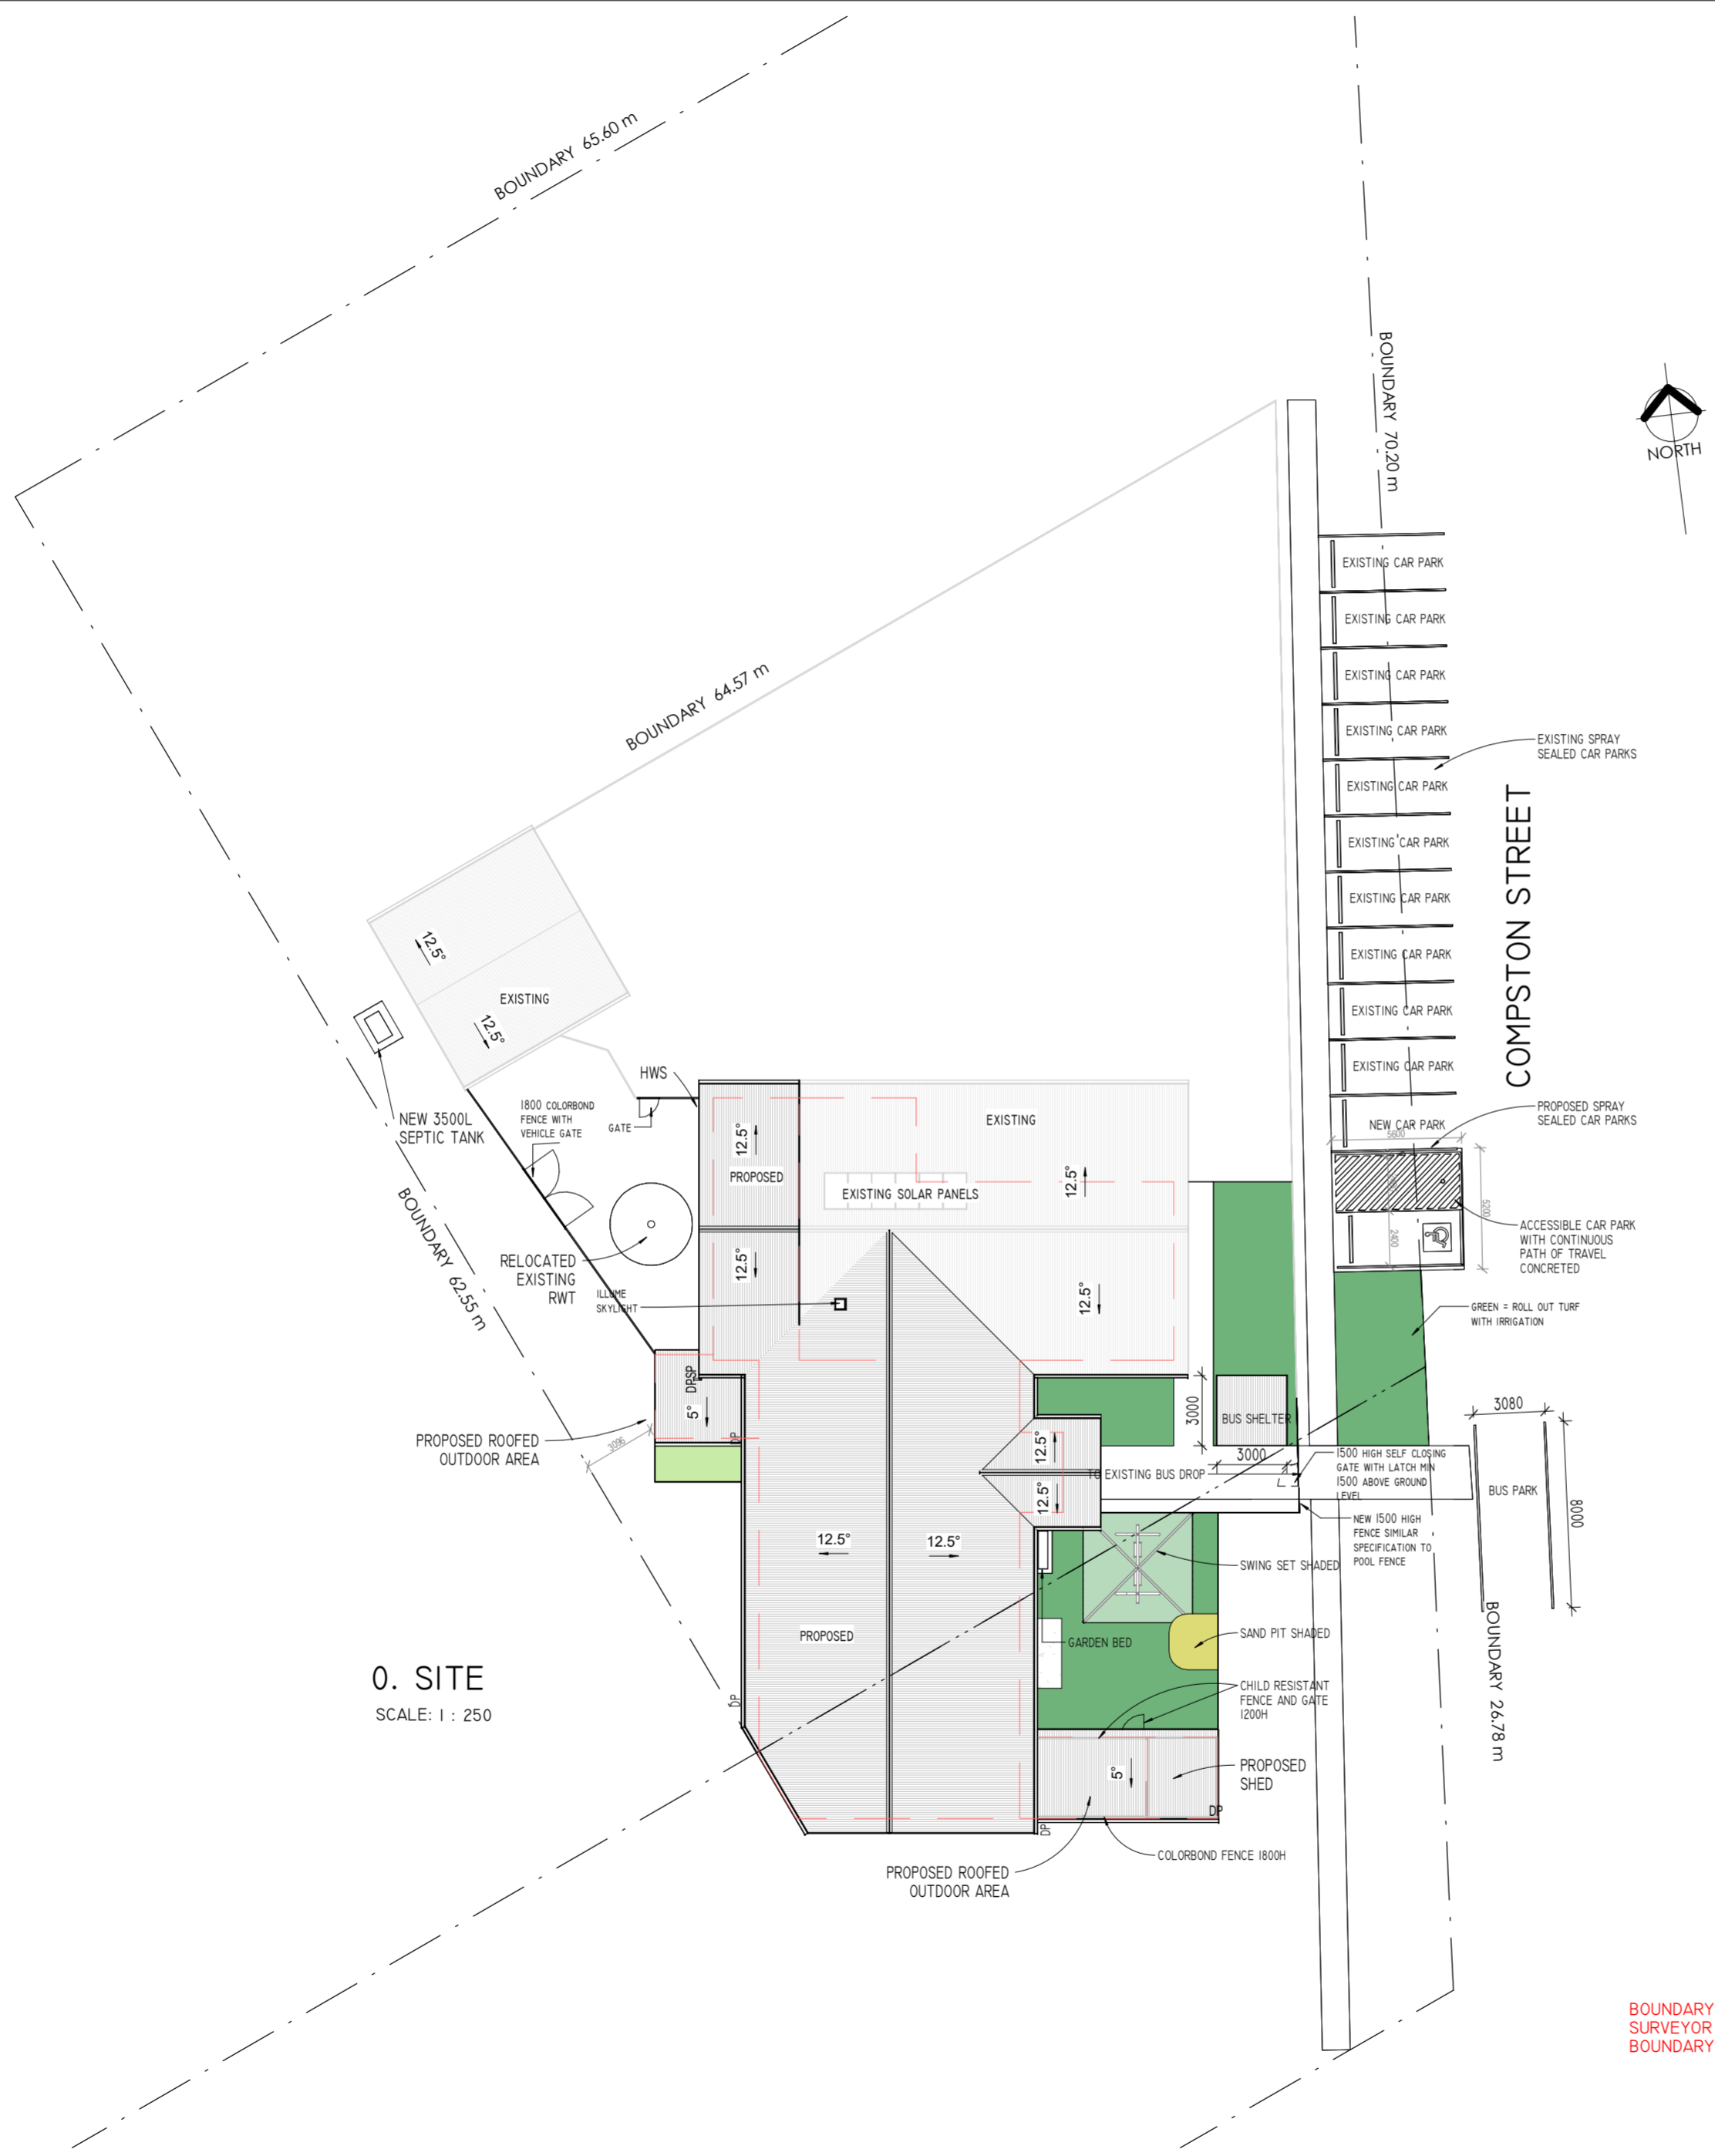 BOUNDARY 65.60 m
BOUNDARY 70.20 m
NORTH
EXISTING CAR PARK
EXISTING CAR PARK
EXISTING CAR PARK
EXISTING CAR PARK
EXISTING CAR PARK
EXISTING CAR PARK
EXISTING CAR PARK
EXISTING CAR PARK
EXISTING CAR PARK
EXISTING CAR PARK
NEW CAR PARK
EXISTING SPRAY
SEALED CAR PARKS
COMPSTON STREET
BOUNDARY 64.57 m
12.5°
EXISTING
12.5°
HWS
NEW 3500L
SEPTIC TANK
1800 COLORBOND
FENCE WITH
VEHICLE GATE
GATE
12.5°
PROPOSED
EXISTING
EXISTING SOLAR PANELS
12.5°
PROPOSED SPRAY
SEALED CAR PARKS
5600
5200
2400
ACCESSIBLE CAR PARK
WITH CONTINUOUS
PATH OF TRAVEL
CONCRETED
BOUNDARY 62.55 m
RELOCATED
EXISTING
RWT
ILLUME
SKYLIGHT
12.5°
12.5°
GREEN = ROLL OUT TURF
WITH IRRIGATION
DPSP
5°
DP
PROPOSED ROOFED
OUTDOOR AREA
3096
3000
BUS SHELTER
3000
3080
12.5°
12.5°
TO EXISTING BUS DROP
1500 HIGH SELF CLOSING
GATE WITH LATCH MIN
1500 ABOVE GROUND
LEVEL
BUS PARK
8000
NEW 1500 HIGH
FENCE SIMILAR
SPECIFICATION TO
POOL FENCE
12.5°
12.5°
SWING SET SHADED
PROPOSED
GARDEN BED
SAND PIT SHADED
BOUNDARY 26.78 m
0. SITE
SCALE: 1 : 250
DP
CHILD RESISTANT
FENCE AND GATE
1200H
5°
PROPOSED
SHED
DP
DP
COLORBOND FENCE 1800H
PROPOSED ROOFED
OUTDOOR AREA
BOUNDARY
SURVEYOR
BOUNDARY